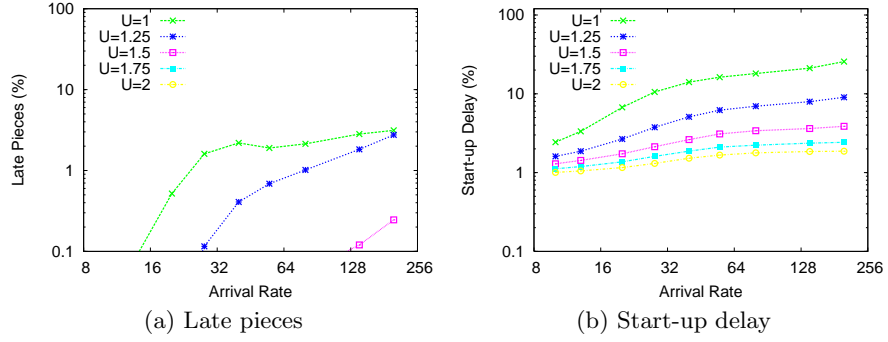 100
10
1
0.1
Late Pieces (%)
U=1
U=1.25
U=1.5
U=1.75
U=2
8 16 32 64 128 256
Arrival Rate
(a) Late pieces
100
10
1
0.1
Start-up Delay (%)
U=1
U=1.25
U=1.5
U=1.75
U=2
8 16 32 64 128 256
Arrival Rate
(b) Start-up delay